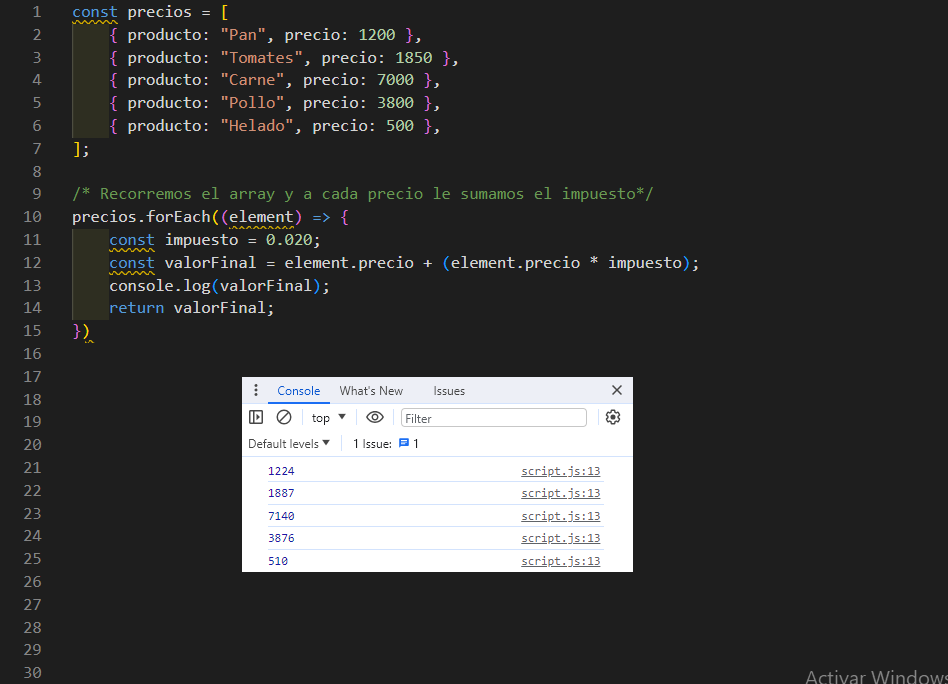 1 const precios = [
2 { producto: "Pan", precio: 1200 },
3 { producto: "Tomates", precio: 1850 },
4 { producto: "Carne", precio: 7000 },
5 { producto: "Pollo", precio: 3800 },
6 { producto: "Helado", precio: 500 },
7 ];
8
9 /* Recorremos el array y a cada precio le sumamos el impuesto*/
10 precios.forEach((element) => {
11 const impuesto = 0.020;
12 const valorFinal = element.precio + (element.precio * impuesto);
13 console.log(valorFinal);
14 return valorFinal;
15 })
16
17
18
19
20
21
22
23
24
25
26
27
28
29
30
Console What's New Issues
top Filter
Default levels 1 Issue: 1
1224 script.js:13
1887 script.js:13
7140 script.js:13
3876 script.js:13
510 script.js:13
Activar Windows